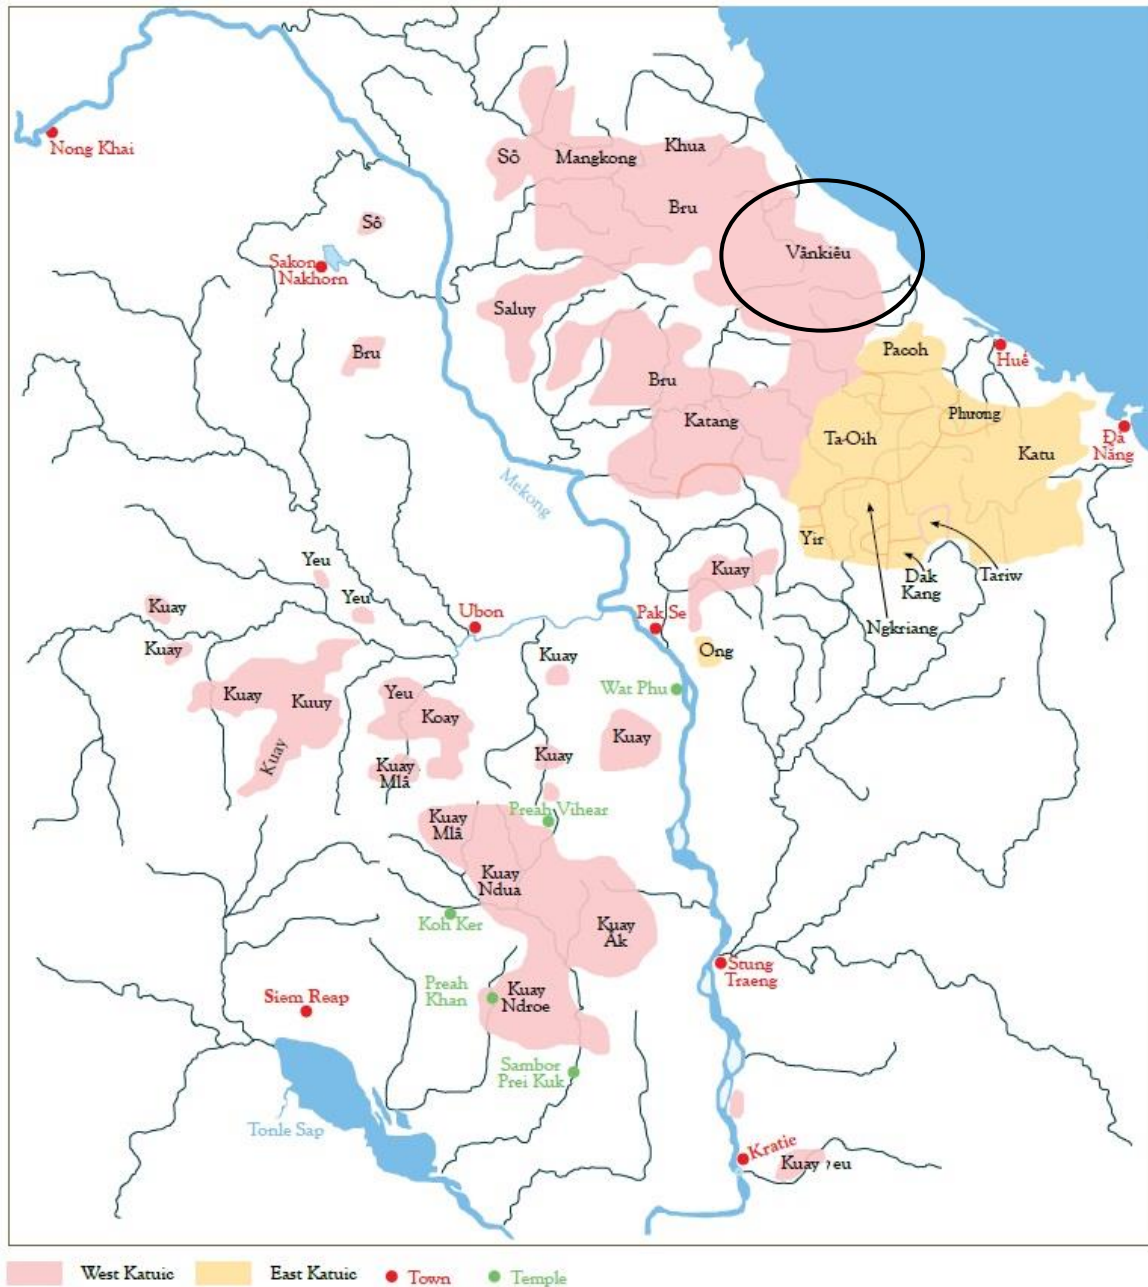 Nong Khai
Sô
Mangkong
Khua
Bru
Vânkiêu
Sô
Sakon
Nakhorn
Saluy
Bru
Bru
Pacoh
Huế
Katang
Ta-Oih
Phương
Katu
Đà
Nẵng
Mekong
Yir
Dak
Kang
Tariw
Ngkriang
Yeu
Yeu
Kuay
Kuay
Ubon
Kuay
Pak Se
Kuay
Ong
Wat Phu
Kuay
Kuuy
Kuay
Yeu
Koay
Kuay
Mlâ
Kuay
Kuay
Preah Vihear
Kuay
Mlâ
Kuay
Ndua
Kuay
Koh Ker
Stung
Traeng
Siem Reap
Preah
Khan
Kuay
Ndroe
Sambor
Prei Kuk
Tonle Sap
Kratie
Kuay
West Katuic
East Katuic
Town
Temple